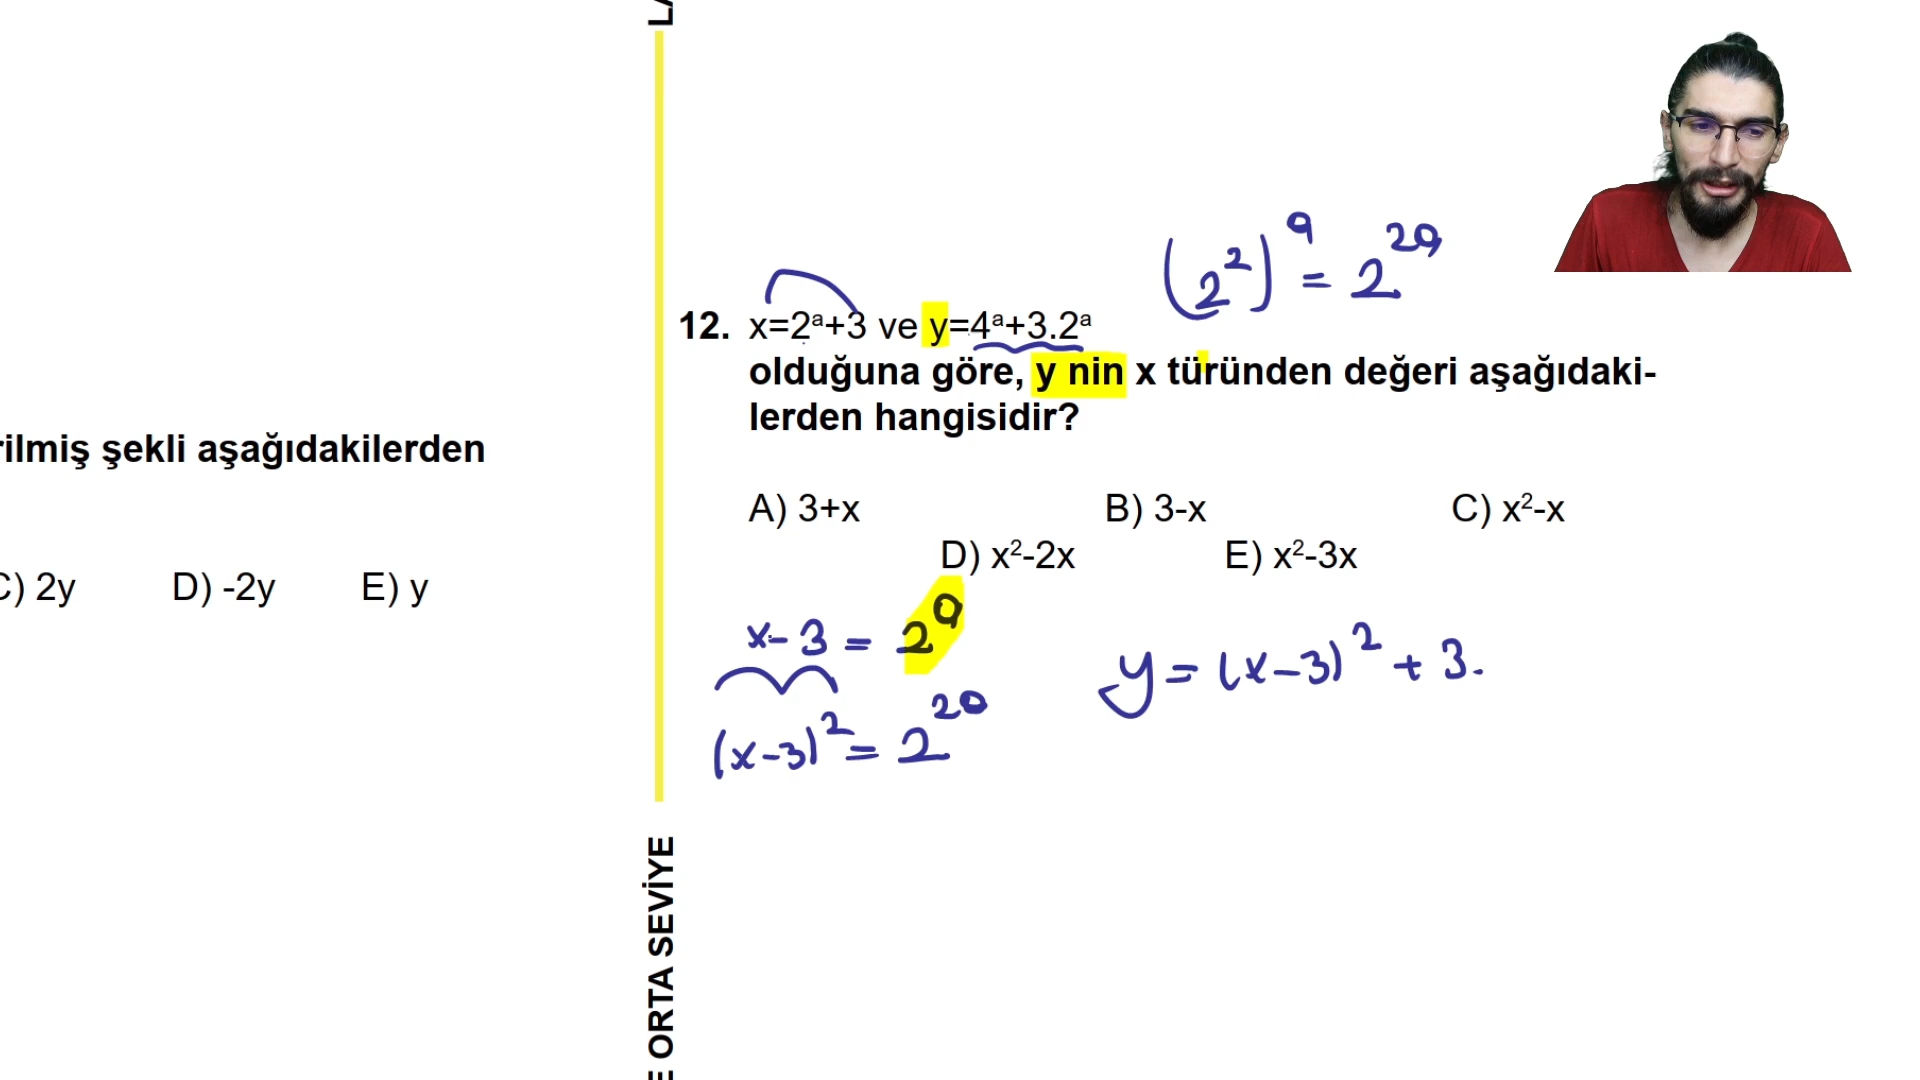 LA
rilmiş şekli aşağıdakilerden
C) 2y D) -2y E) y
E ORTA SEVİYE
(2²)ᵃ = 2²ᵃ
12. x=2ᵃ+3 ve y=4ᵃ+3.2ᵃ
olduğuna göre, y nin x türünden değeri aşağıdaki-
lerden hangisidir?
A) 3+x B) 3-x C) x²-x
D) x²-2x E) x²-3x
x-3 = 2ᵃ
(x-3)² = 2²ᵃ
y = (x-3)² + 3.